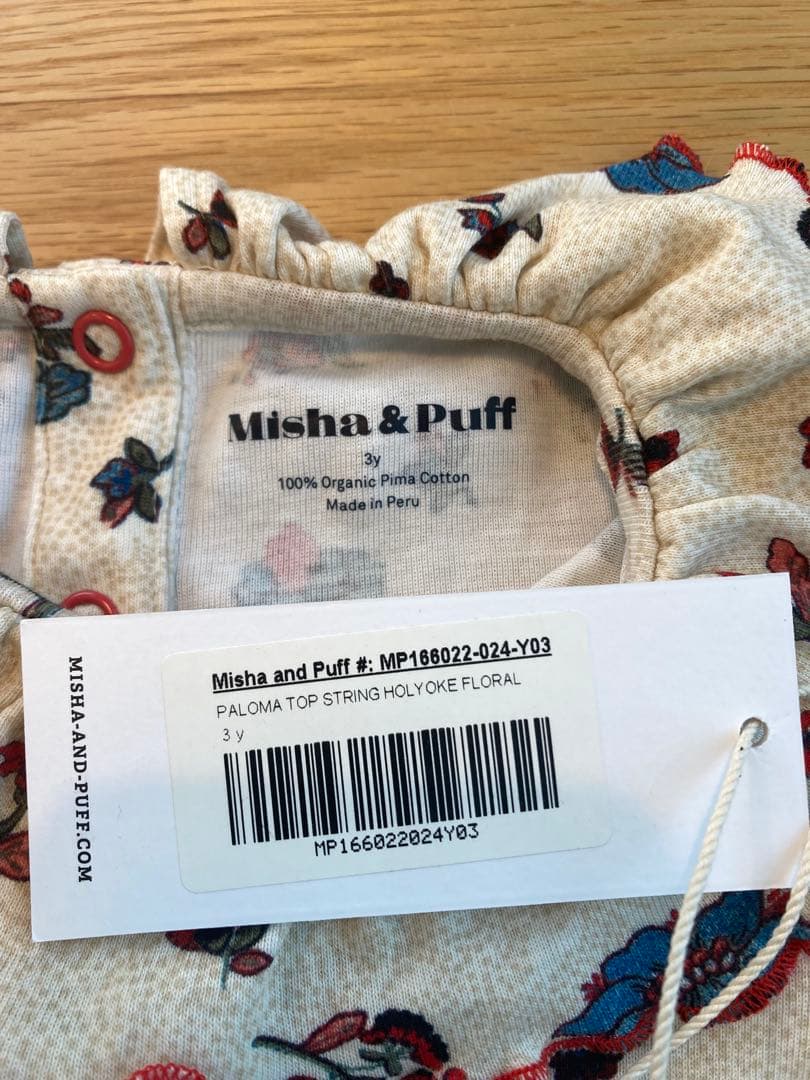 Misha & Puff
3y
100% Organic Pima Cotton
Made in Peru
MISHA-AND-PUFF.COM
Misha and Puff #: MP166022-024-Y03
PALOMA TOP STRING HOLYOKE FLORAL
3 y
MP166022024Y03